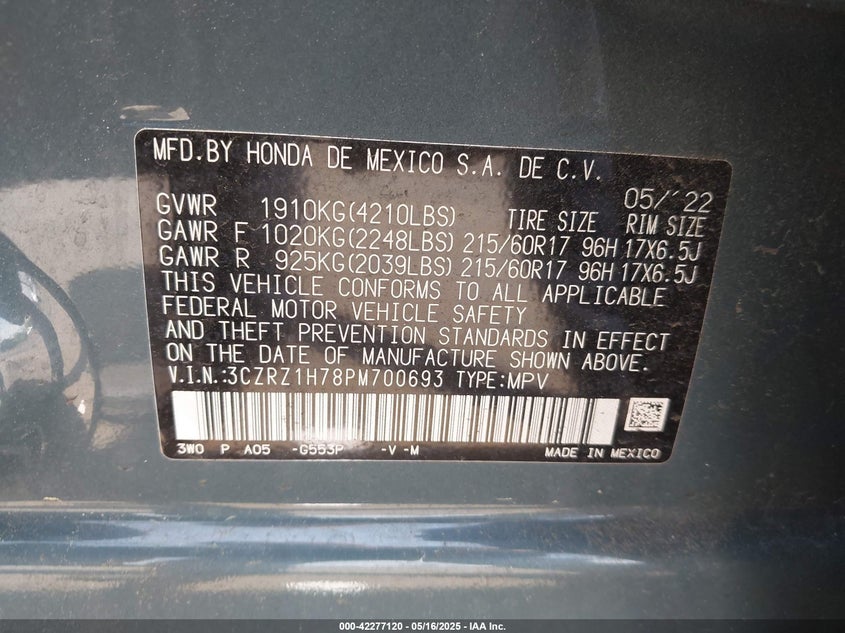 MFD.BY HONDA DE MEXICO S.A. DE C.V.
05/'22
GVWR 1910KG(4210LBS) TIRE SIZE RIM SIZE
GAWR F 1020KG(2248LBS) 215/60R17 96H 17X6.5J
GAWR R 925KG(2039LBS) 215/60R17 96H 17X6.5J
THIS VEHICLE CONFORMS TO ALL APPLICABLE
FEDERAL MOTOR VEHICLE SAFETY
AND THEFT PREVENTION STANDARDS IN EFFECT
ON THE DATE OF MANUFACTURE SHOWN ABOVE.
V.I.N.:3CZRZ1H78PM700693 TYPE:MPV
3W0 P A05 -G553P -V -M MADE IN MEXICO
000-42277120 - 05/16/2025 - IAA Inc.